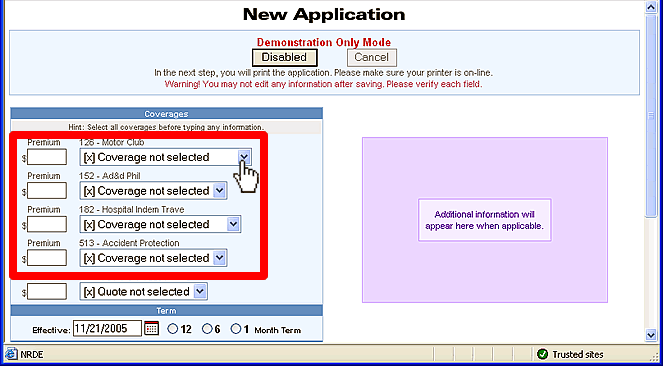 New Application
Demonstration Only Mode
Disabled Cancel
In the next step, you will print the application. Please make sure your printer is on-line.
Warning! You may not edit any information after saving. Please verify each field.
Coverages
Hint: Select all coverages before typing any information.
Premium 126 - Motor Club
$ [x] Coverage not selected
Premium 152 - Ad&d Phil
$ [x] Coverage not selected
Premium 182 - Hospital Indem Trave
$ [x] Coverage not selected
Premium 513 - Accident Protection
$ [x] Coverage not selected
$ [x] Quote not selected
Term
Effective: 11/21/2005 12 6 1 Month Term
Additional information will
appear here when applicable.
NRDE Trusted sites